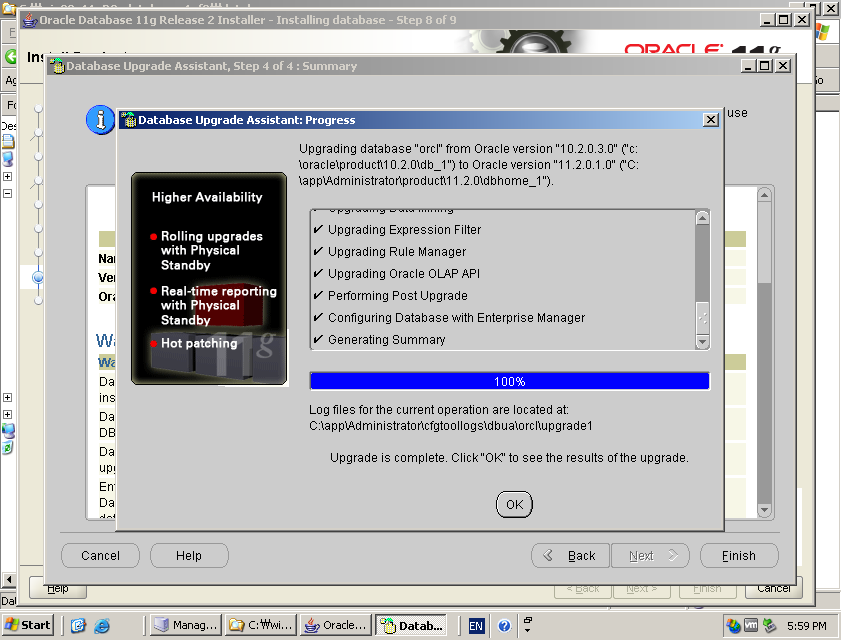 Oracle Database 11g Release 2 Installer - Installing database - Step 8 of 9
ORACLE 11g
Database Upgrade Assistant, Step 4 of 4 : Summary
use
Database Upgrade Assistant: Progress
Upgrading database "orcl" from Oracle version "10.2.0.3.0" ("c:
\oracle\product\10.2.0\db_1") to Oracle version "11.2.0.1.0" ("C:
\app\Administrator\product\11.2.0\dbhome_1").
Higher Availability
Rolling upgrades
with Physical
Standby
Real-time reporting
with Physical
Standby
Hot patching
11g
Upgrading Data Mining
Upgrading Expression Filter
Upgrading Rule Manager
Upgrading Oracle OLAP API
Performing Post Upgrade
Configuring Database with Enterprise Manager
Generating Summary
100%
Log files for the current operation are located at:
C:\app\Administrator\cfgtoollogs\dbua\orcl\upgrade1
Upgrade is complete. Click "OK" to see the results of the upgrade.
OK
Cancel
Help
Back
Next
Finish
Help
< Back
Next >
Finish
Cancel
Start
Manag...
C:₩wi...
Oracle...
Datab...
EN
5:59 PM